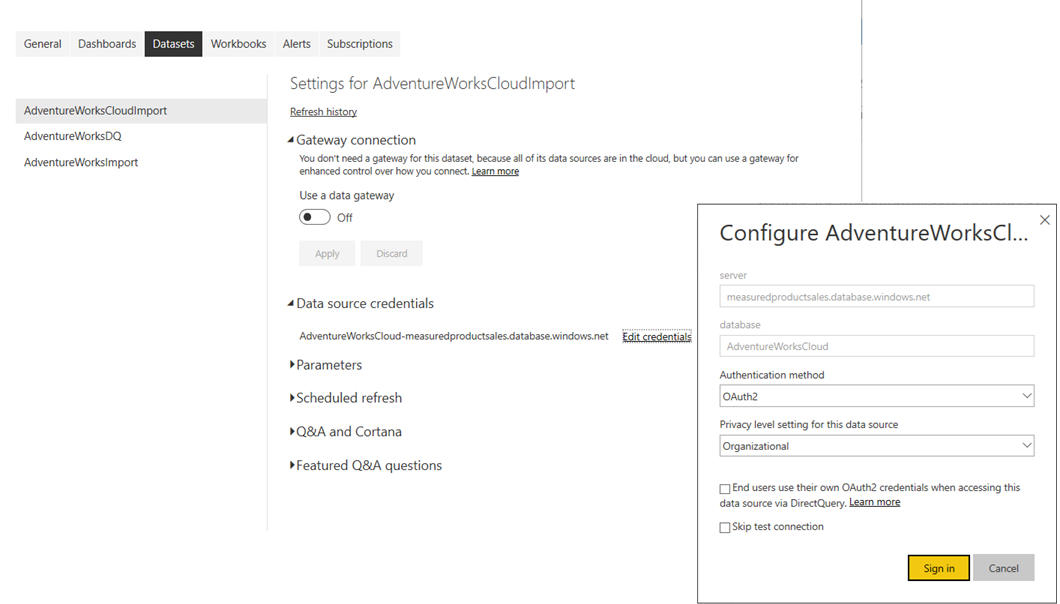 General Dashboards Datasets Workbooks Alerts Subscriptions
AdventureWorksCloudImport
AdventureWorksDQ
AdventureWorksImport
Settings for AdventureWorksCloudImport
Refresh history
Gateway connection
You don't need a gateway for this dataset, because all of its data sources are in the cloud, but you can use a gateway for
enhanced control over how you connect. Learn more
Use a data gateway
Off
Apply Discard
Data source credentials
AdventureWorksCloud-measuredproductsales.database.windows.net Edit credentials
Parameters
Scheduled refresh
Q&A and Cortana
Featured Q&A questions
Configure AdventureWorksCl...
server
measuredproductsales.database.windows.net
database
AdventureWorksCloud
Authentication method
OAuth2
Privacy level setting for this data source
Organizational
End users use their own OAuth2 credentials when accessing this
data source via DirectQuery. Learn more
Skip test connection
Sign in Cancel